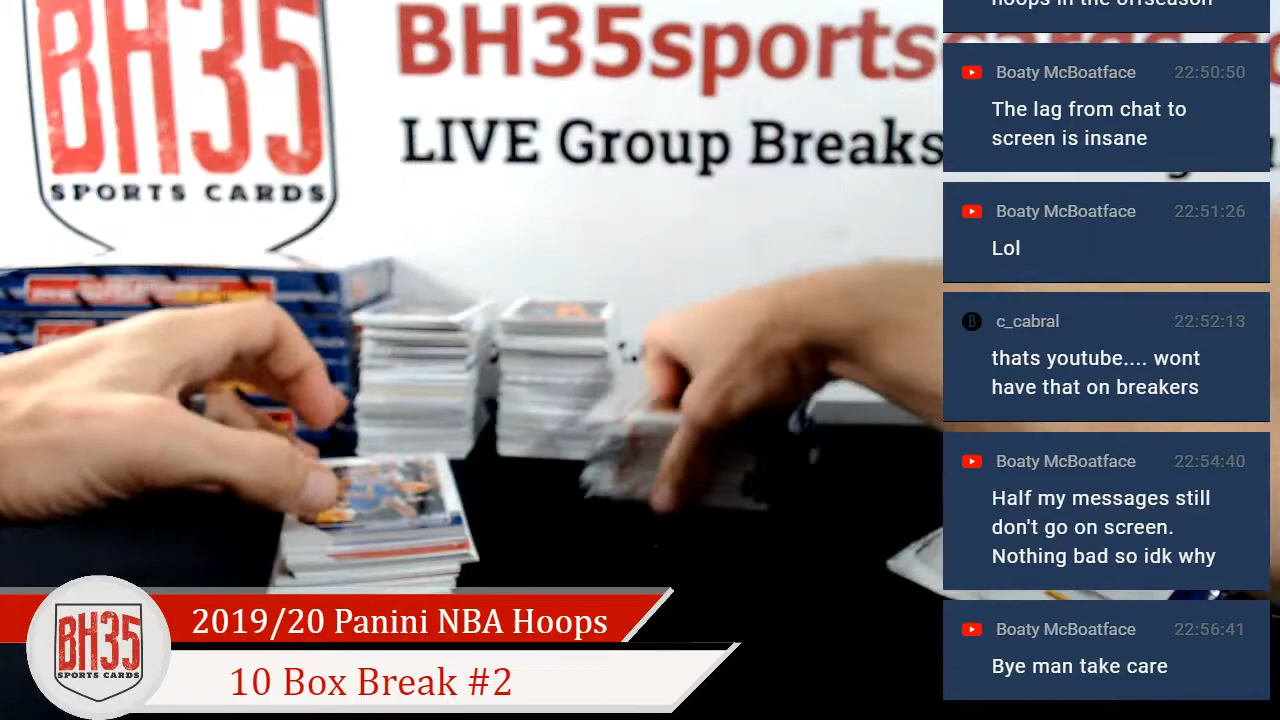 BH35
SPORTS CARDS
BH35sports
LIVE Group Breaks
hoops in the offseason
Boaty McBoatface 22:50:50
The lag from chat to
screen is insane
Boaty McBoatface 22:51:26
Lol
c_cabral 22:52:13
thats youtube.... wont
have that on breakers
Boaty McBoatface 22:54:40
Half my messages still
don't go on screen.
Nothing bad so idk why
Boaty McBoatface 22:56:41
Bye man take care
BH35
SPORTS CARDS
2019/20 Panini NBA Hoops
10 Box Break #2